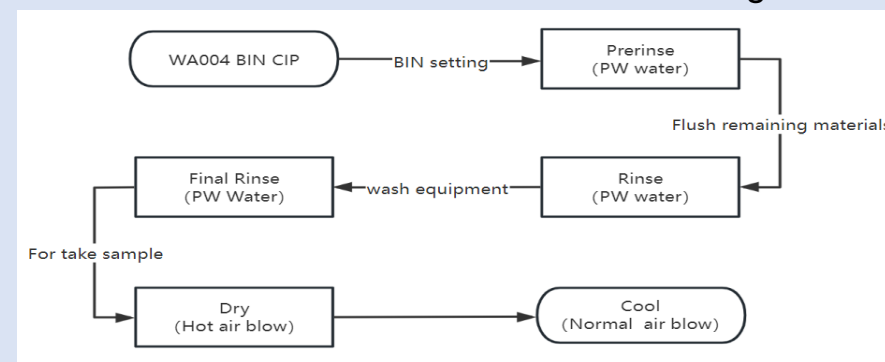 WA004 BIN CIP
BIN setting
Prerinse
(PW water)
Flush remaining materials
Rinse
(PW water)
wash equipment
Final Rinse
(PW Water)
For take sample
Dry
(Hot air blow)
Cool
(Normal air blow)